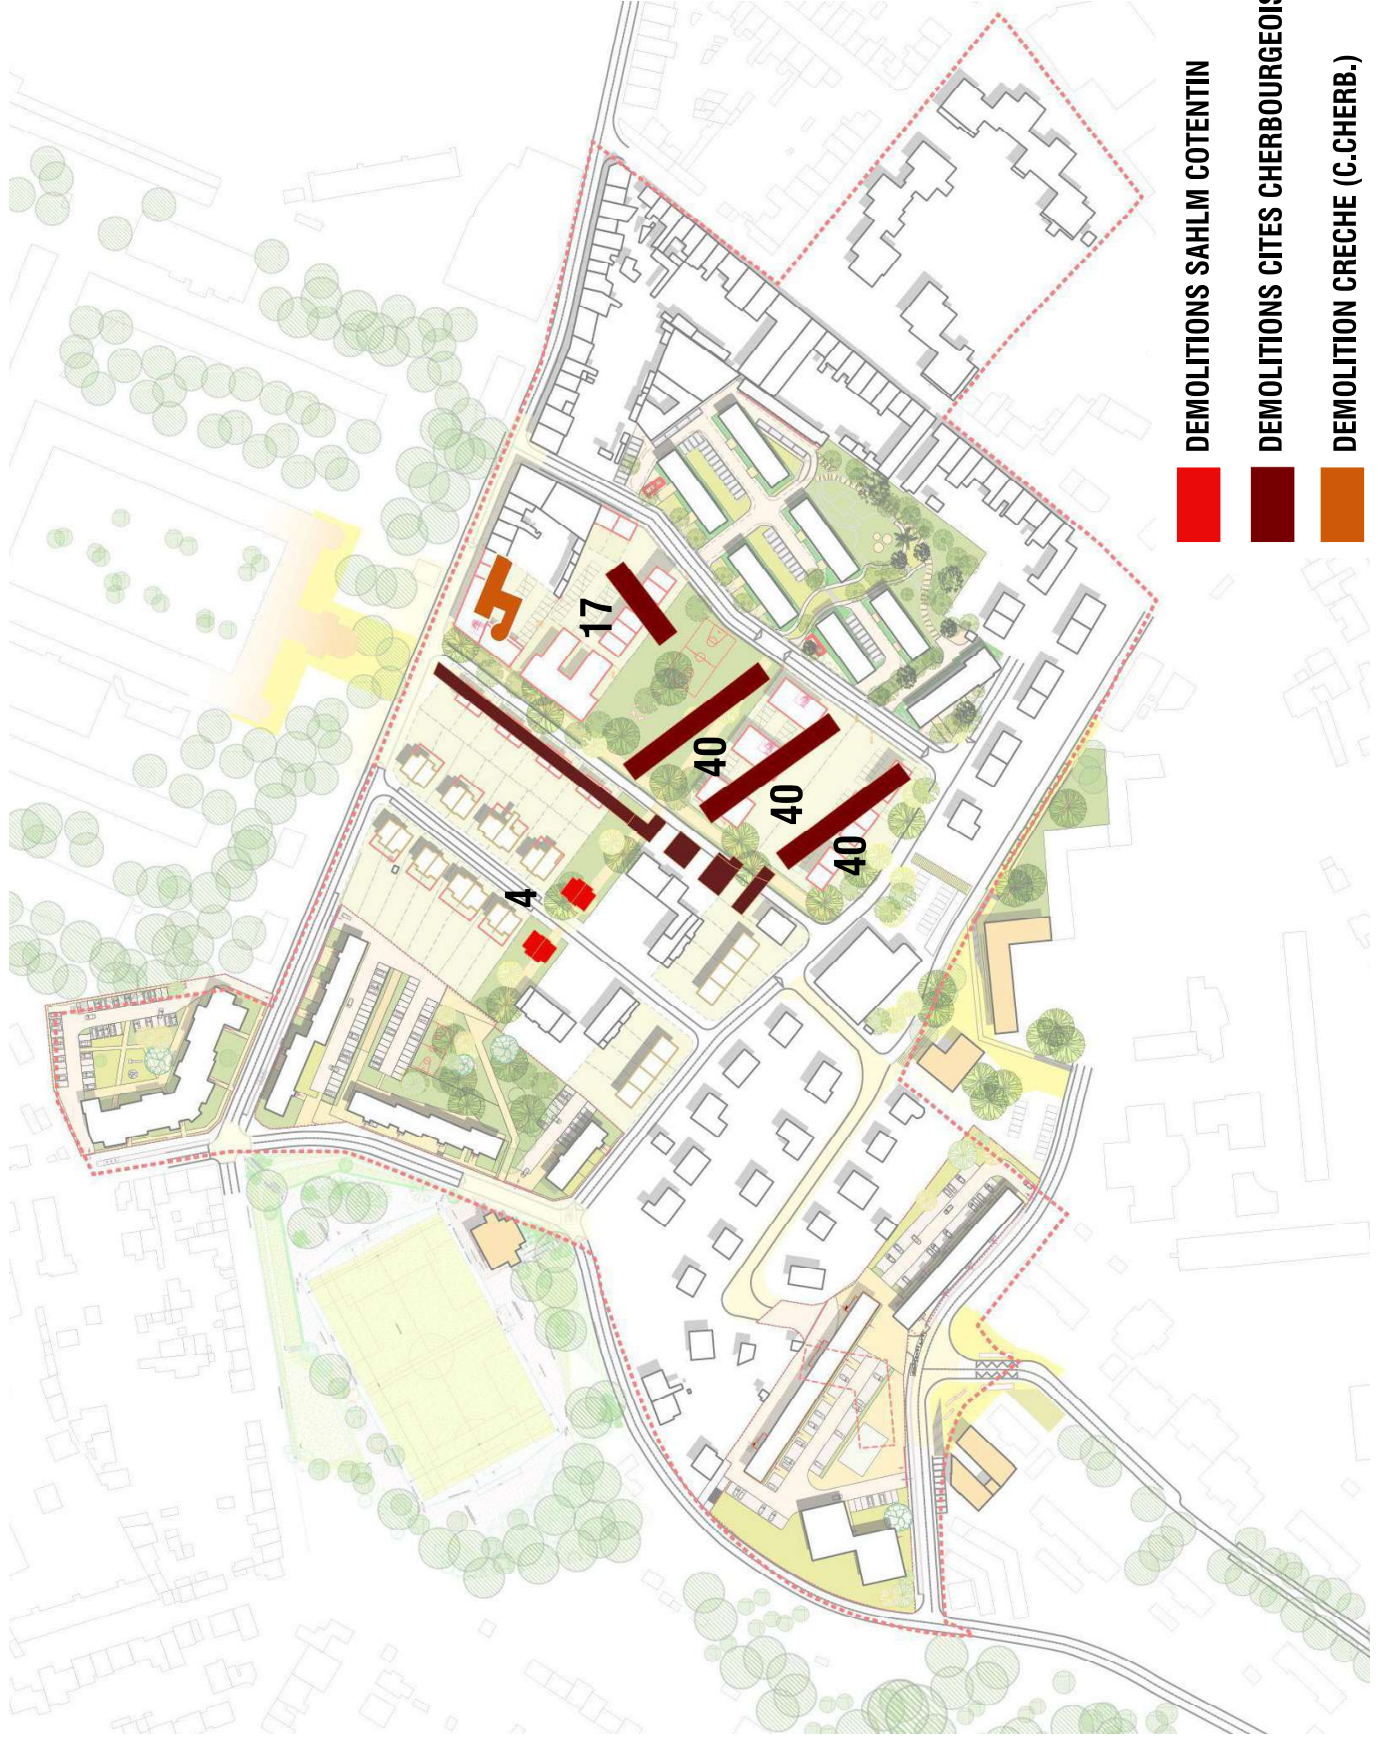 17
40
40
40
4
DEMOLITIONS SAHLM COTENTIN
DEMOLITIONS CITES CHERBOURGEOIS
DEMOLITION CRECHE (C.CHERB.)